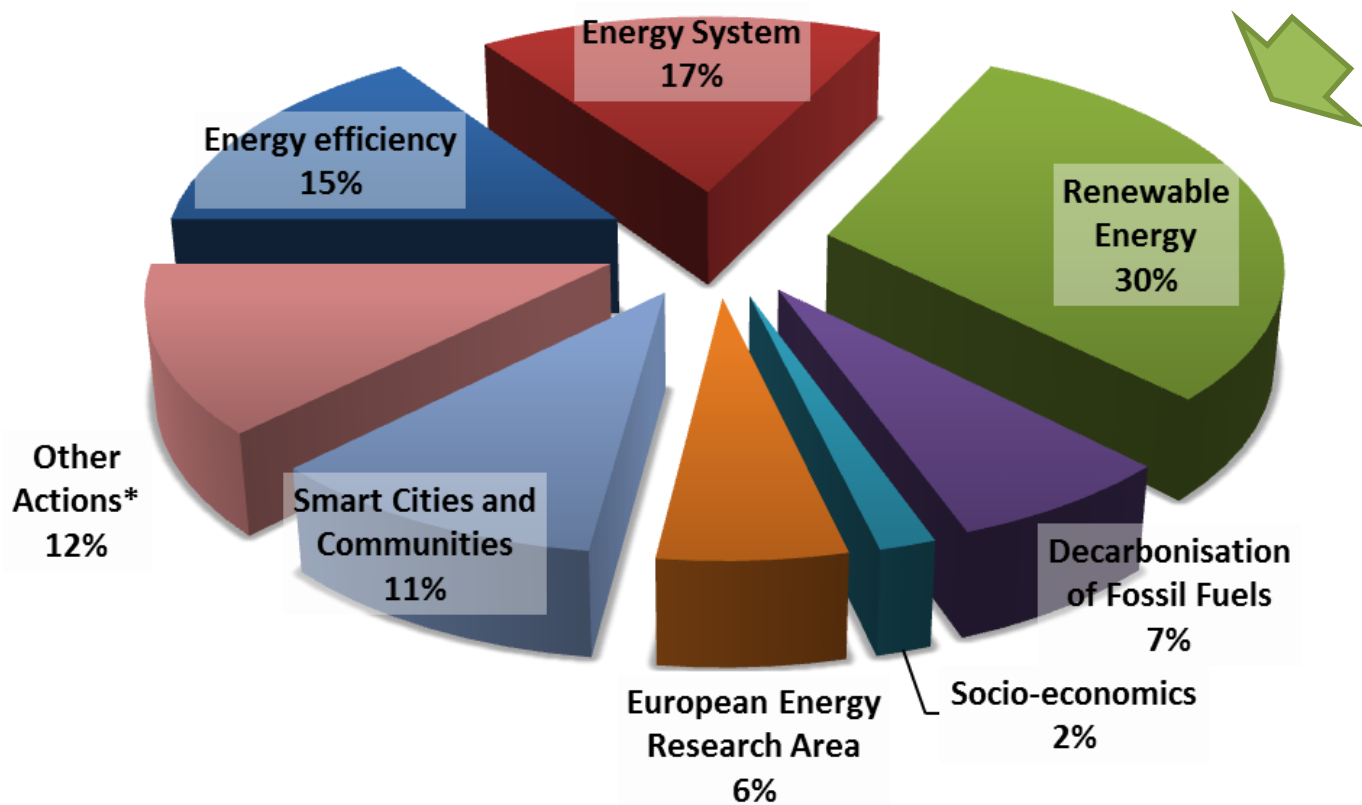 Energy System
17%
Energy efficiency
15%
Renewable
Energy
30%
Other
Actions*
12%
Smart Cities and
Communities
11%
Decarbonisation
of Fossil Fuels
7%
European Energy
Research Area
6%
Socio-economics
2%